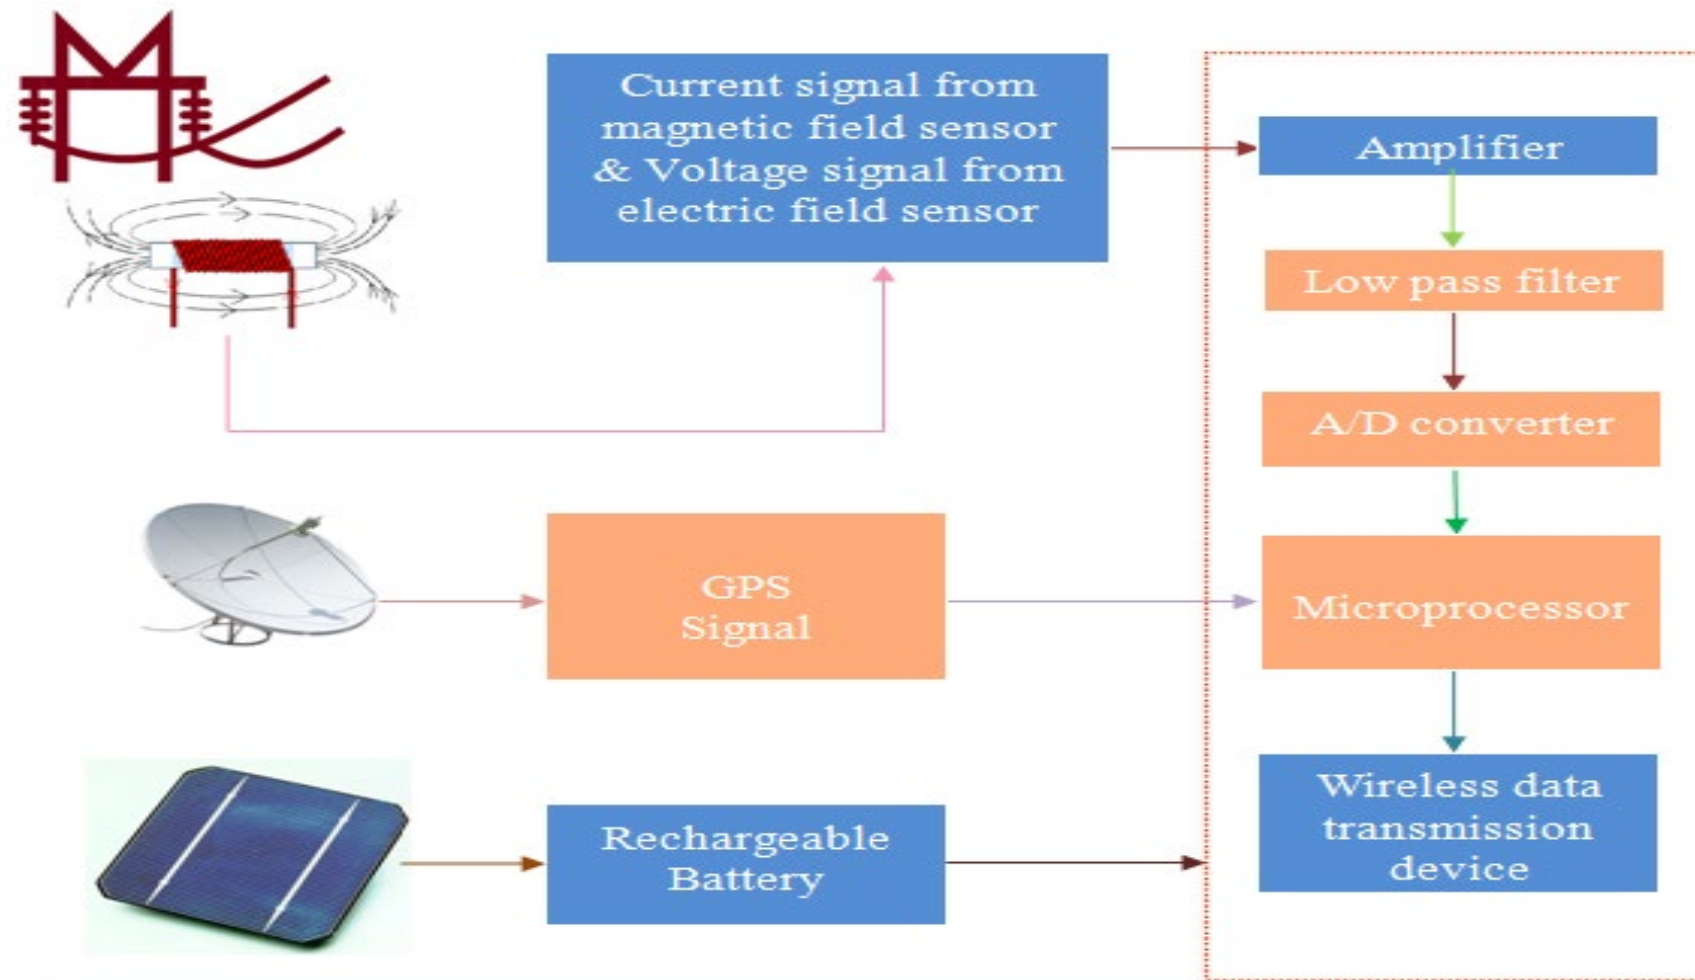 Current signal from
magnetic field sensor
& Voltage signal from
electric field sensor
Amplifier
Low pass filter
A/D converter
GPS
Signal
Microprocessor
Rechargeable
Battery
Wireless data
transmission
device